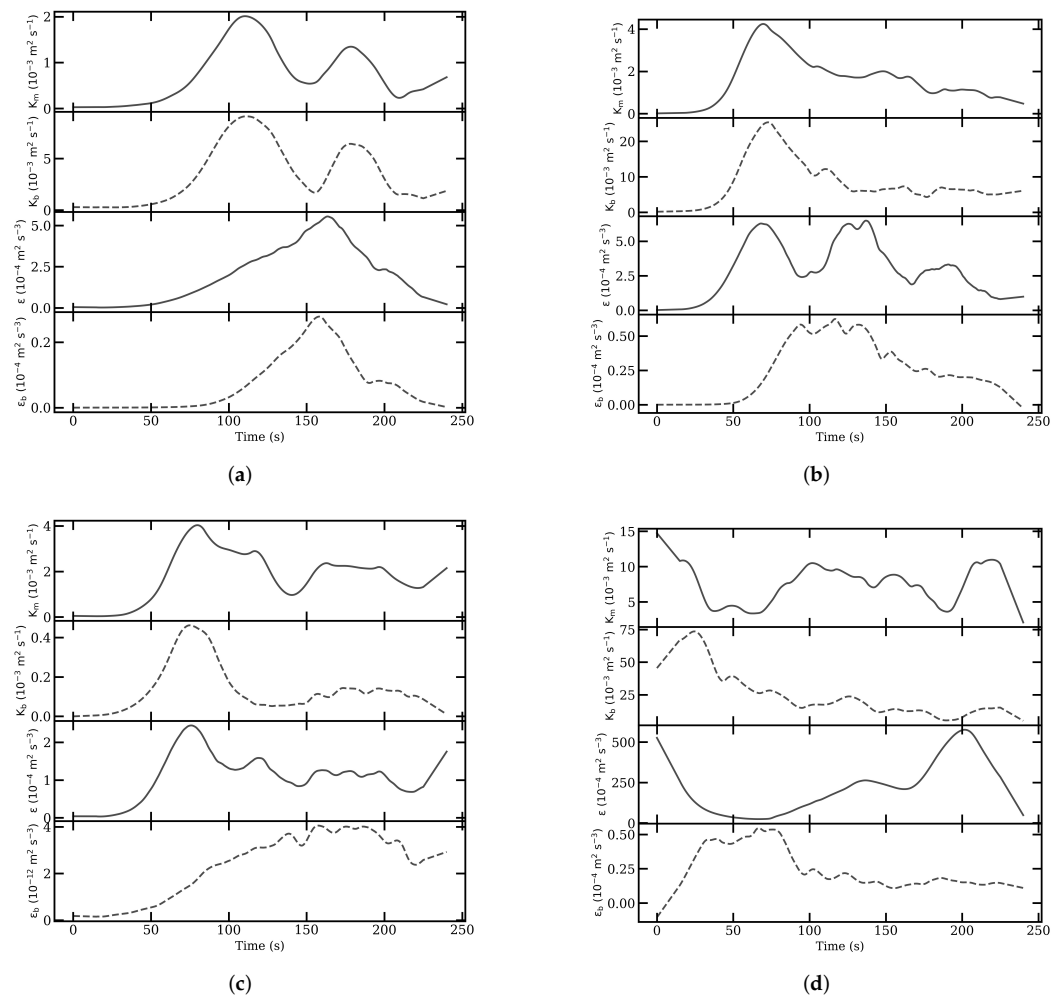 K_m (10^−3 m^2 s^−1)
2
1
0
K_b (10^−3 m^2 s^−1)
5
0
ε (10^−4 m^2 s^−3)
5.0
2.5
0.0
ε_b (10^−4 m^2 s^−3)
0.2
0.0
0 50 100 150 200 250
Time (s)
(a)
K_m (10^−3 m^2 s^−1)
4
2
0
K_b (10^−3 m^2 s^−1)
20
10
0
ε (10^−4 m^2 s^−3)
5.0
2.5
0.0
ε_b (10^−4 m^2 s^−3)
0.50
0.25
0.00
0 50 100 150 200 250
Time (s)
(b)
K_m (10^−3 m^2 s^−1)
4
2
0
K_b (10^−3 m^2 s^−1)
0.4
0.2
0.0
ε (10^−4 m^2 s^−3)
2
1
0
ε_b (10^−12 m^2 s^−3)
4
2
0
0 50 100 150 200 250
Time (s)
(c)
K_m (10^−3 m^2 s^−1)
15
10
5
K_b (10^−3 m^2 s^−1)
75
50
25
ε (10^−4 m^2 s^−3)
500
250
0
ε_b (10^−4 m^2 s^−3)
0.50
0.25
0.00
0 50 100 150 200 250
Time (s)
(d)